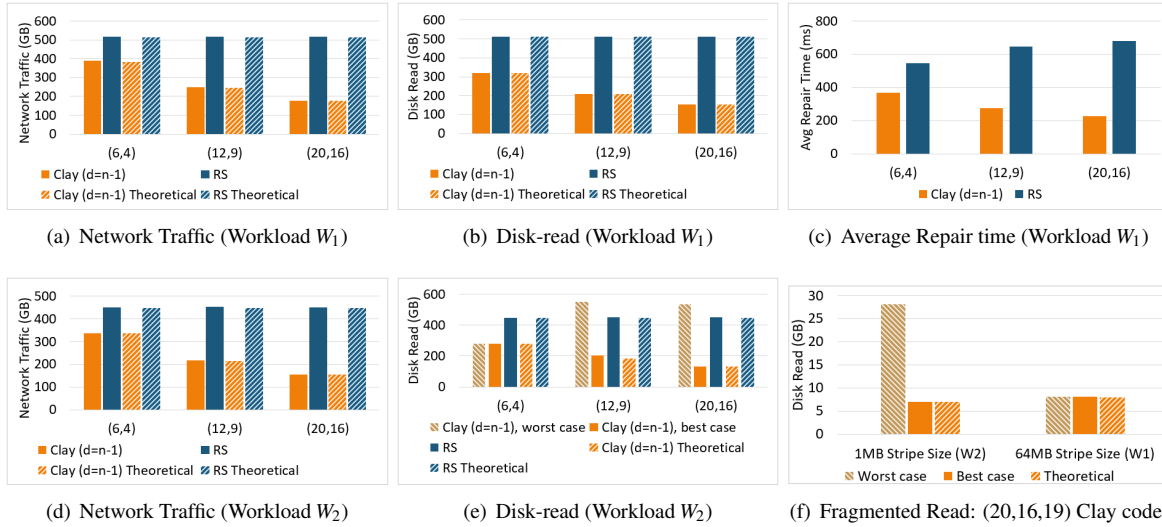 Network Traffic (GB)
600
500
400
300
200
100
0
(6,4)
(12,9)
(20,16)
Clay (d=n-1)
RS
Clay (d=n-1) Theoretical
RS Theoretical
(a) Network Traffic (Workload W1)
Disk Read (GB)
600
500
400
300
200
100
0
(6,4)
(12,9)
(20,16)
Clay (d=n-1)
RS
Clay (d=n-1) Theoretical
RS Theoretical
(b) Disk-read (Workload W1)
Avg Repair Time (ms)
800
600
400
200
0
(6,4)
(12,9)
(20,16)
Clay (d=n-1)
RS
(c) Average Repair time (Workload W1)
Network Traffic (GB)
500
400
300
200
100
0
(6,4)
(12,9)
(20,16)
Clay (d=n-1)
RS
Clay (d=n-1) Theoretical
RS Theoretical
(d) Network Traffic (Workload W2)
Disk Read (GB)
600
400
200
0
(6,4)
(12,9)
(20,16)
Clay (d=n-1), worst case
Clay (d=n-1), best case
RS
Clay (d=n-1) Theoretical
RS Theoretical
(e) Disk-read (Workload W2)
Disk Read (GB)
30
25
20
15
10
5
0
1MB Stripe Size (W2)
64MB Stripe Size (W1)
Worst case
Best case
Theoretical
(f) Fragmented Read: (20,16,19) Clay code